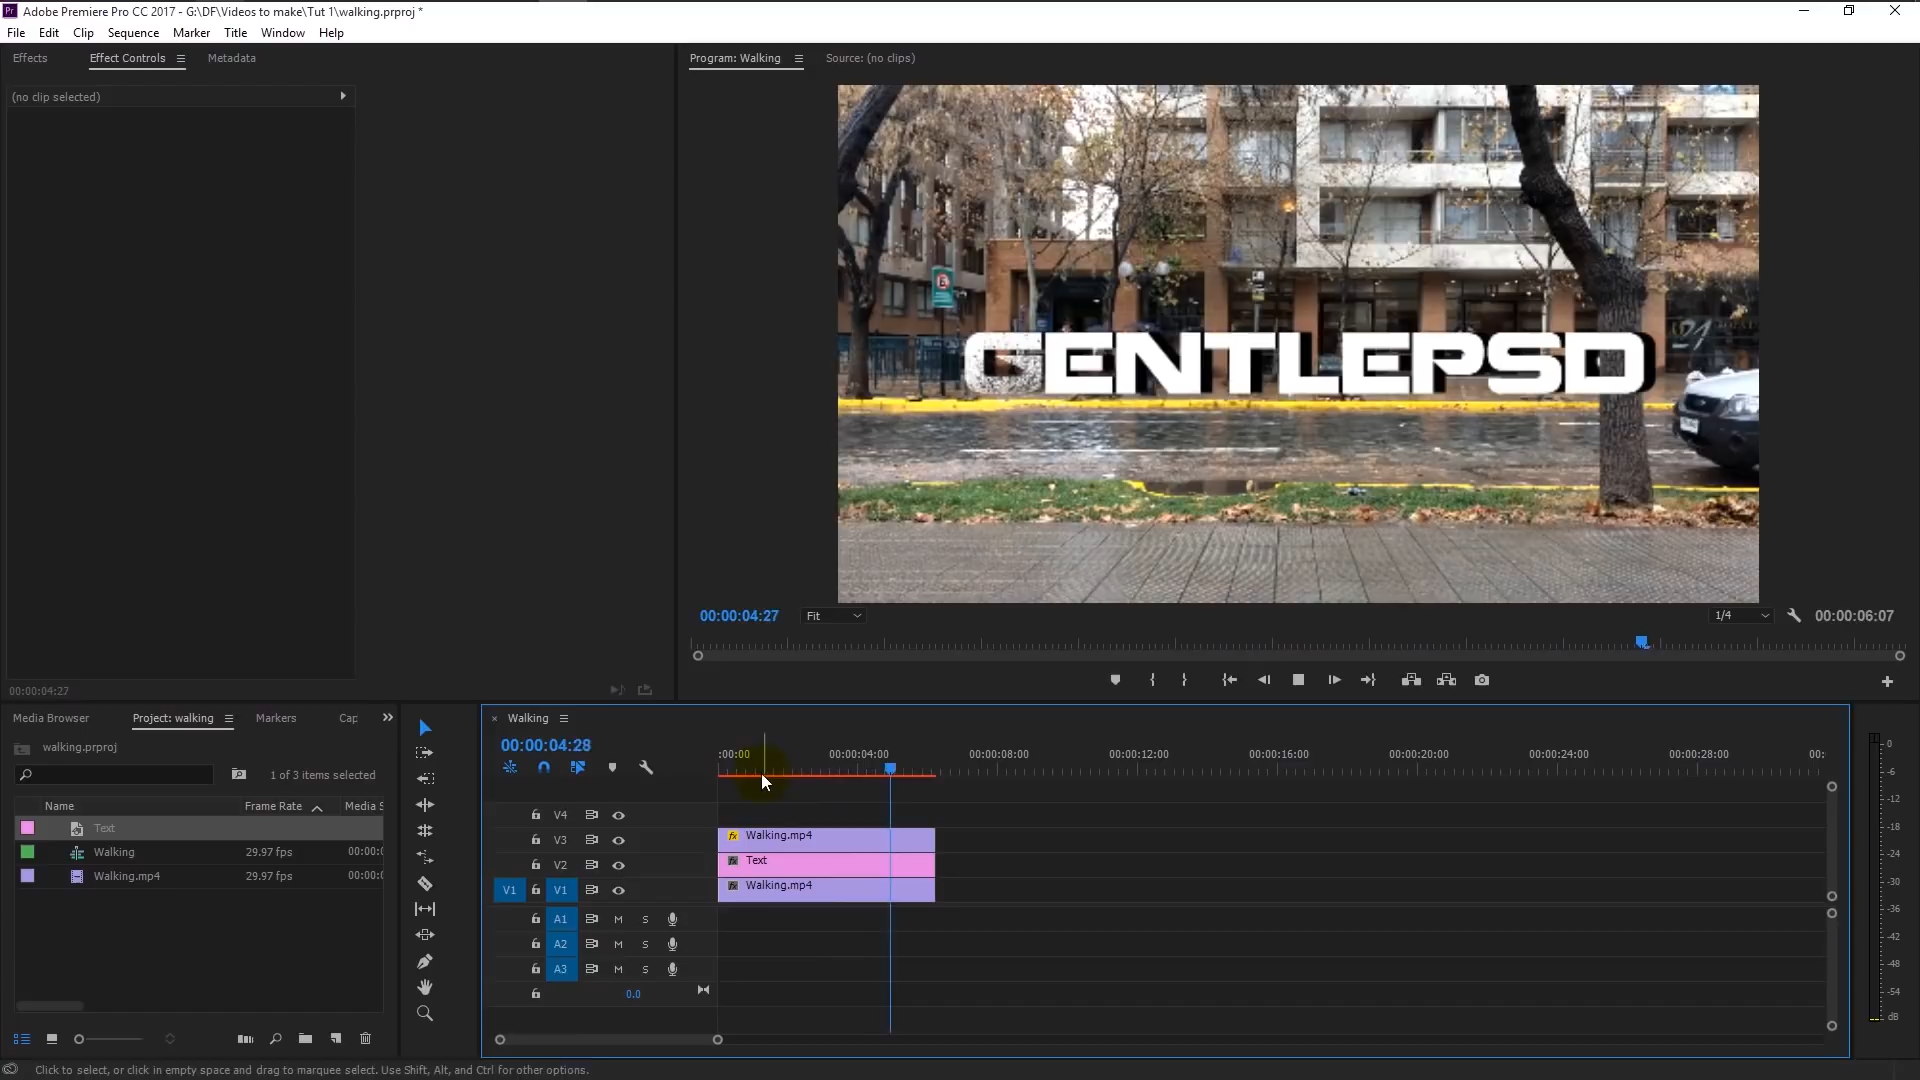 Pr Adobe Premiere Pro CC 2017 - G:\DF\Videos to make\Tut 1\walking.prproj *
File Edit Clip Sequence Marker Title Window Help
Effects Effect Controls Metadata
Program: Walking Source: (no clips)
(no clip selected)
GENTLEPSD
00:00:04:27 Fit 1/4 00:00:06:07
00:00:04:27
Media Browser Project: walking Markers Cap
walking.prproj
1 of 3 items selected
Name Frame Rate Media S
Text
Walking 29.97 fps 00:00:0
Walking.mp4 29.97 fps 00:00:0
× Walking
00:00:04:28
:00:00 00:00:04:00 00:00:08:00 00:00:12:00 00:00:16:00 00:00:20:00 00:00:24:00 00:00:28:00 00:
V4
V3 fx Walking.mp4
V2 fx Text
V1 V1 fx Walking.mp4
A1 M S
A2 M S
A3 M S
0.0
0
-6
-12
-18
-24
-30
-36
-42
-48
-54
dB
Click to select, or click in empty space and drag to marquee select. Use Shift, Alt, and Ctrl for other options.